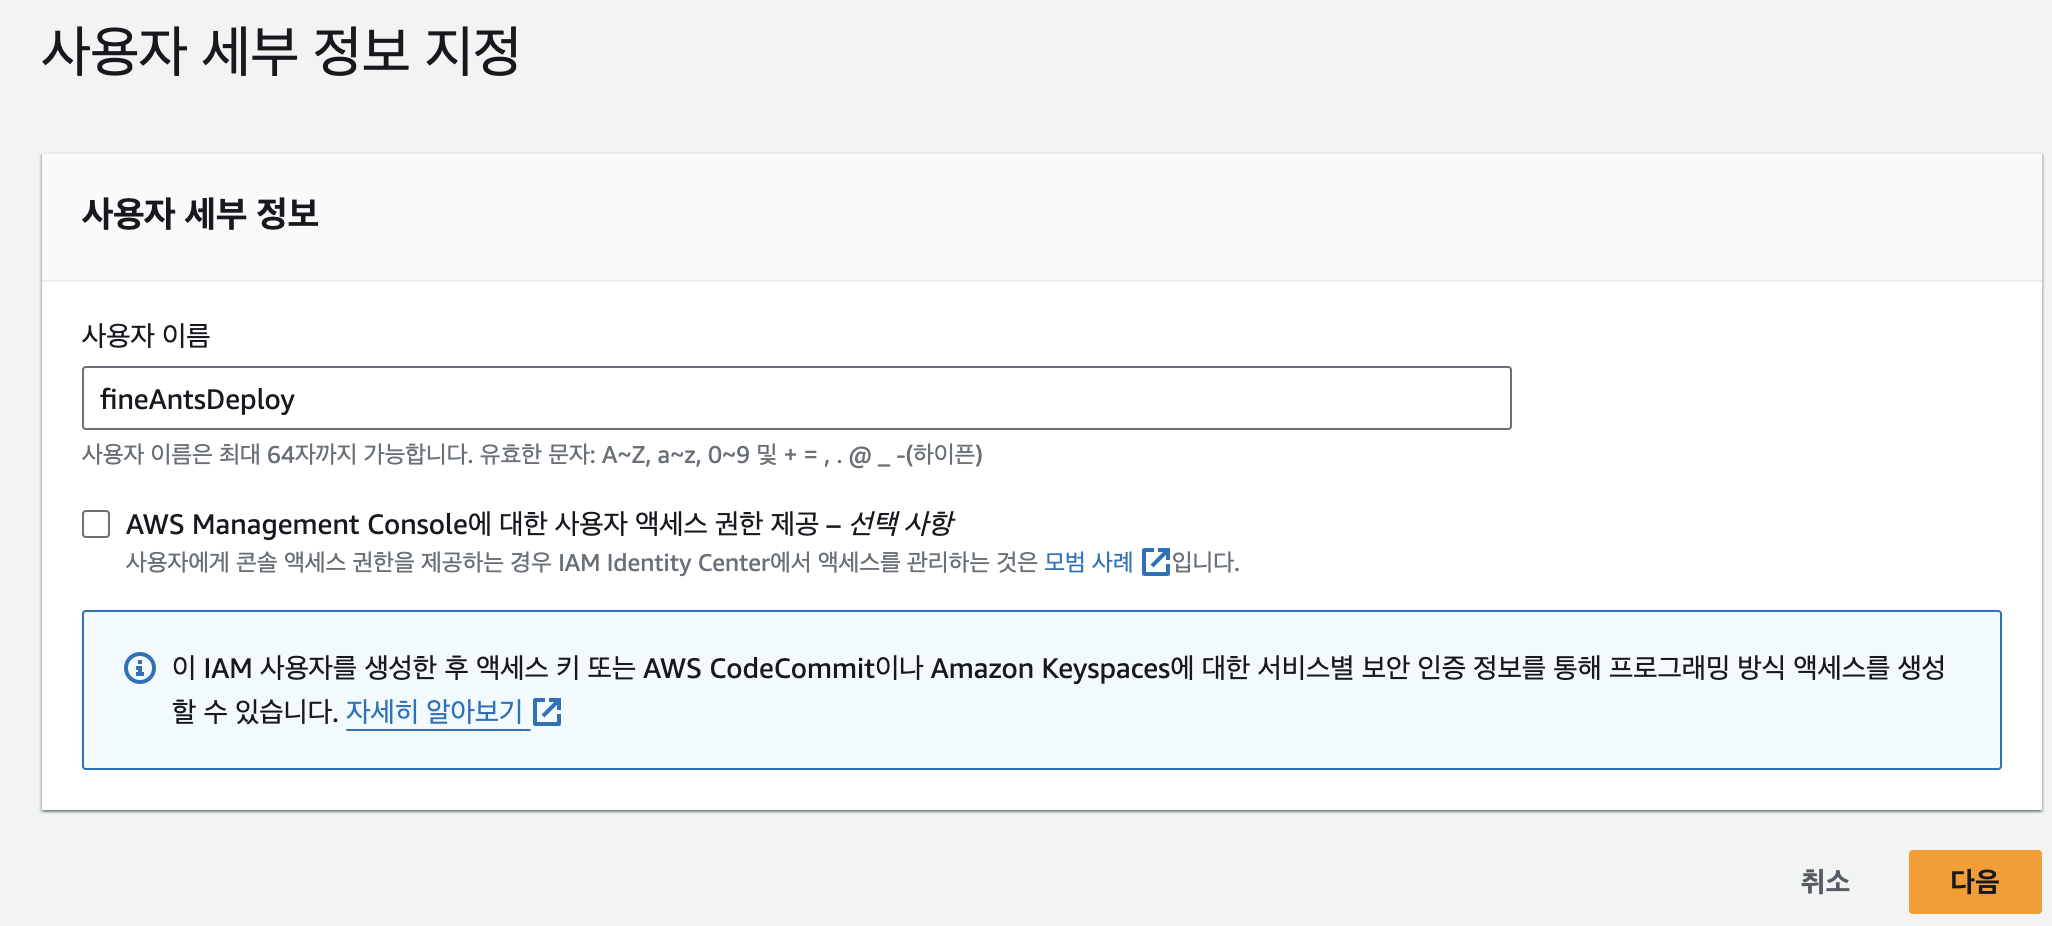 사용자 세부 정보 지정
사용자 세부 정보
사용자 이름
fineAntsDeploy
사용자 이름은 최대 64자까지 가능합니다. 유효한 문자: A~Z, a~z, 0~9 및 + = , . @ _ -(하이픈)
AWS Management Console에 대한 사용자 액세스 권한 제공 – 선택 사항
사용자에게 콘솔 액세스 권한을 제공하는 경우 IAM Identity Center에서 액세스를 관리하는 것은 모범 사례 입니다.
이 IAM 사용자를 생성한 후 액세스 키 또는 AWS CodeCommit이나 Amazon Keyspaces에 대한 서비스별 보안 인증 정보를 통해 프로그래밍 방식 액세스를 생성
할 수 있습니다. 자세히 알아보기
취소
다음